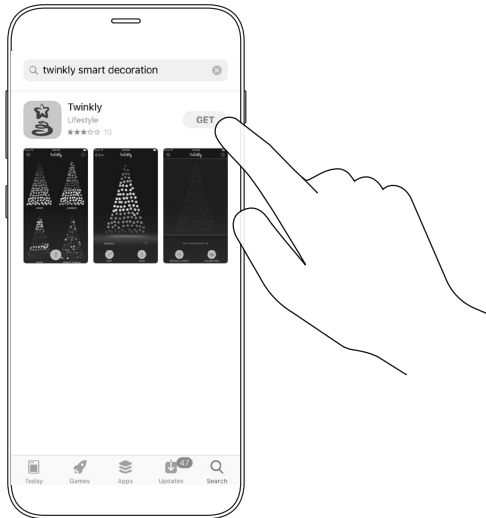 twinkly smart decoration
Twinkly
Lifestyle
19
GET
47
Today Games Apps Updates Search